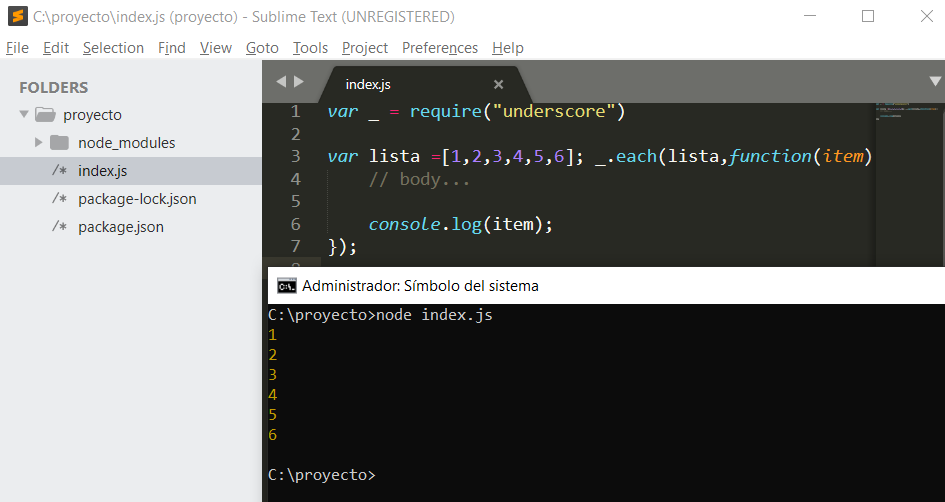 C:\proyecto\index.js (proyecto) - Sublime Text (UNREGISTERED)
File Edit Selection Find View Goto Tools Project Preferences Help
FOLDERS
proyecto
node_modules
/* index.js
/* package-lock.json
/* package.json
index.js
1 var _ = require("underscore")
2
3 var lista =[1,2,3,4,5,6]; _.each(lista,function(item)
4 // body...
5
6 console.log(item);
7 });
8
C:\. Administrador: Símbolo del sistema
C:\proyecto>node index.js
1
2
3
4
5
6
C:\proyecto>